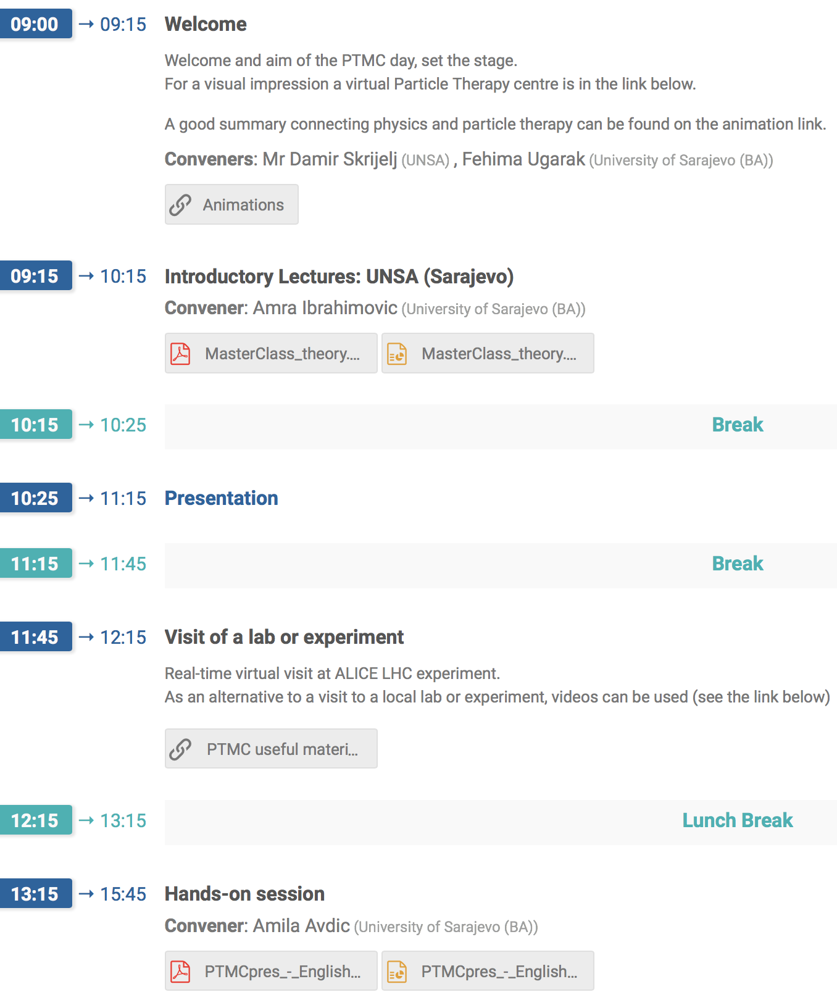 09:00 → 09:15 Welcome
Welcome and aim of the PTMC day, set the stage.
For a visual impression a virtual Particle Therapy centre is in the link below.
A good summary connecting physics and particle therapy can be found on the animation link.
Conveners: Mr Damir Skrijelj (UNSA) , Fehima Ugarak (University of Sarajevo (BA))
Animations
09:15 → 10:15 Introductory Lectures: UNSA (Sarajevo)
Convener: Amra Ibrahimovic (University of Sarajevo (BA))
MasterClass_theory.... MasterClass_theory....
10:15 → 10:25 Break
10:25 → 11:15 Presentation
11:15 → 11:45 Break
11:45 → 12:15 Visit of a lab or experiment
Real-time virtual visit at ALICE LHC experiment.
As an alternative to a visit to a local lab or experiment, videos can be used (see the link below)
PTMC useful materi...
12:15 → 13:15 Lunch Break
13:15 → 15:45 Hands-on session
Convener: Amila Avdic (University of Sarajevo (BA))
PTMCpres_-_English... PTMCpres_-_English...